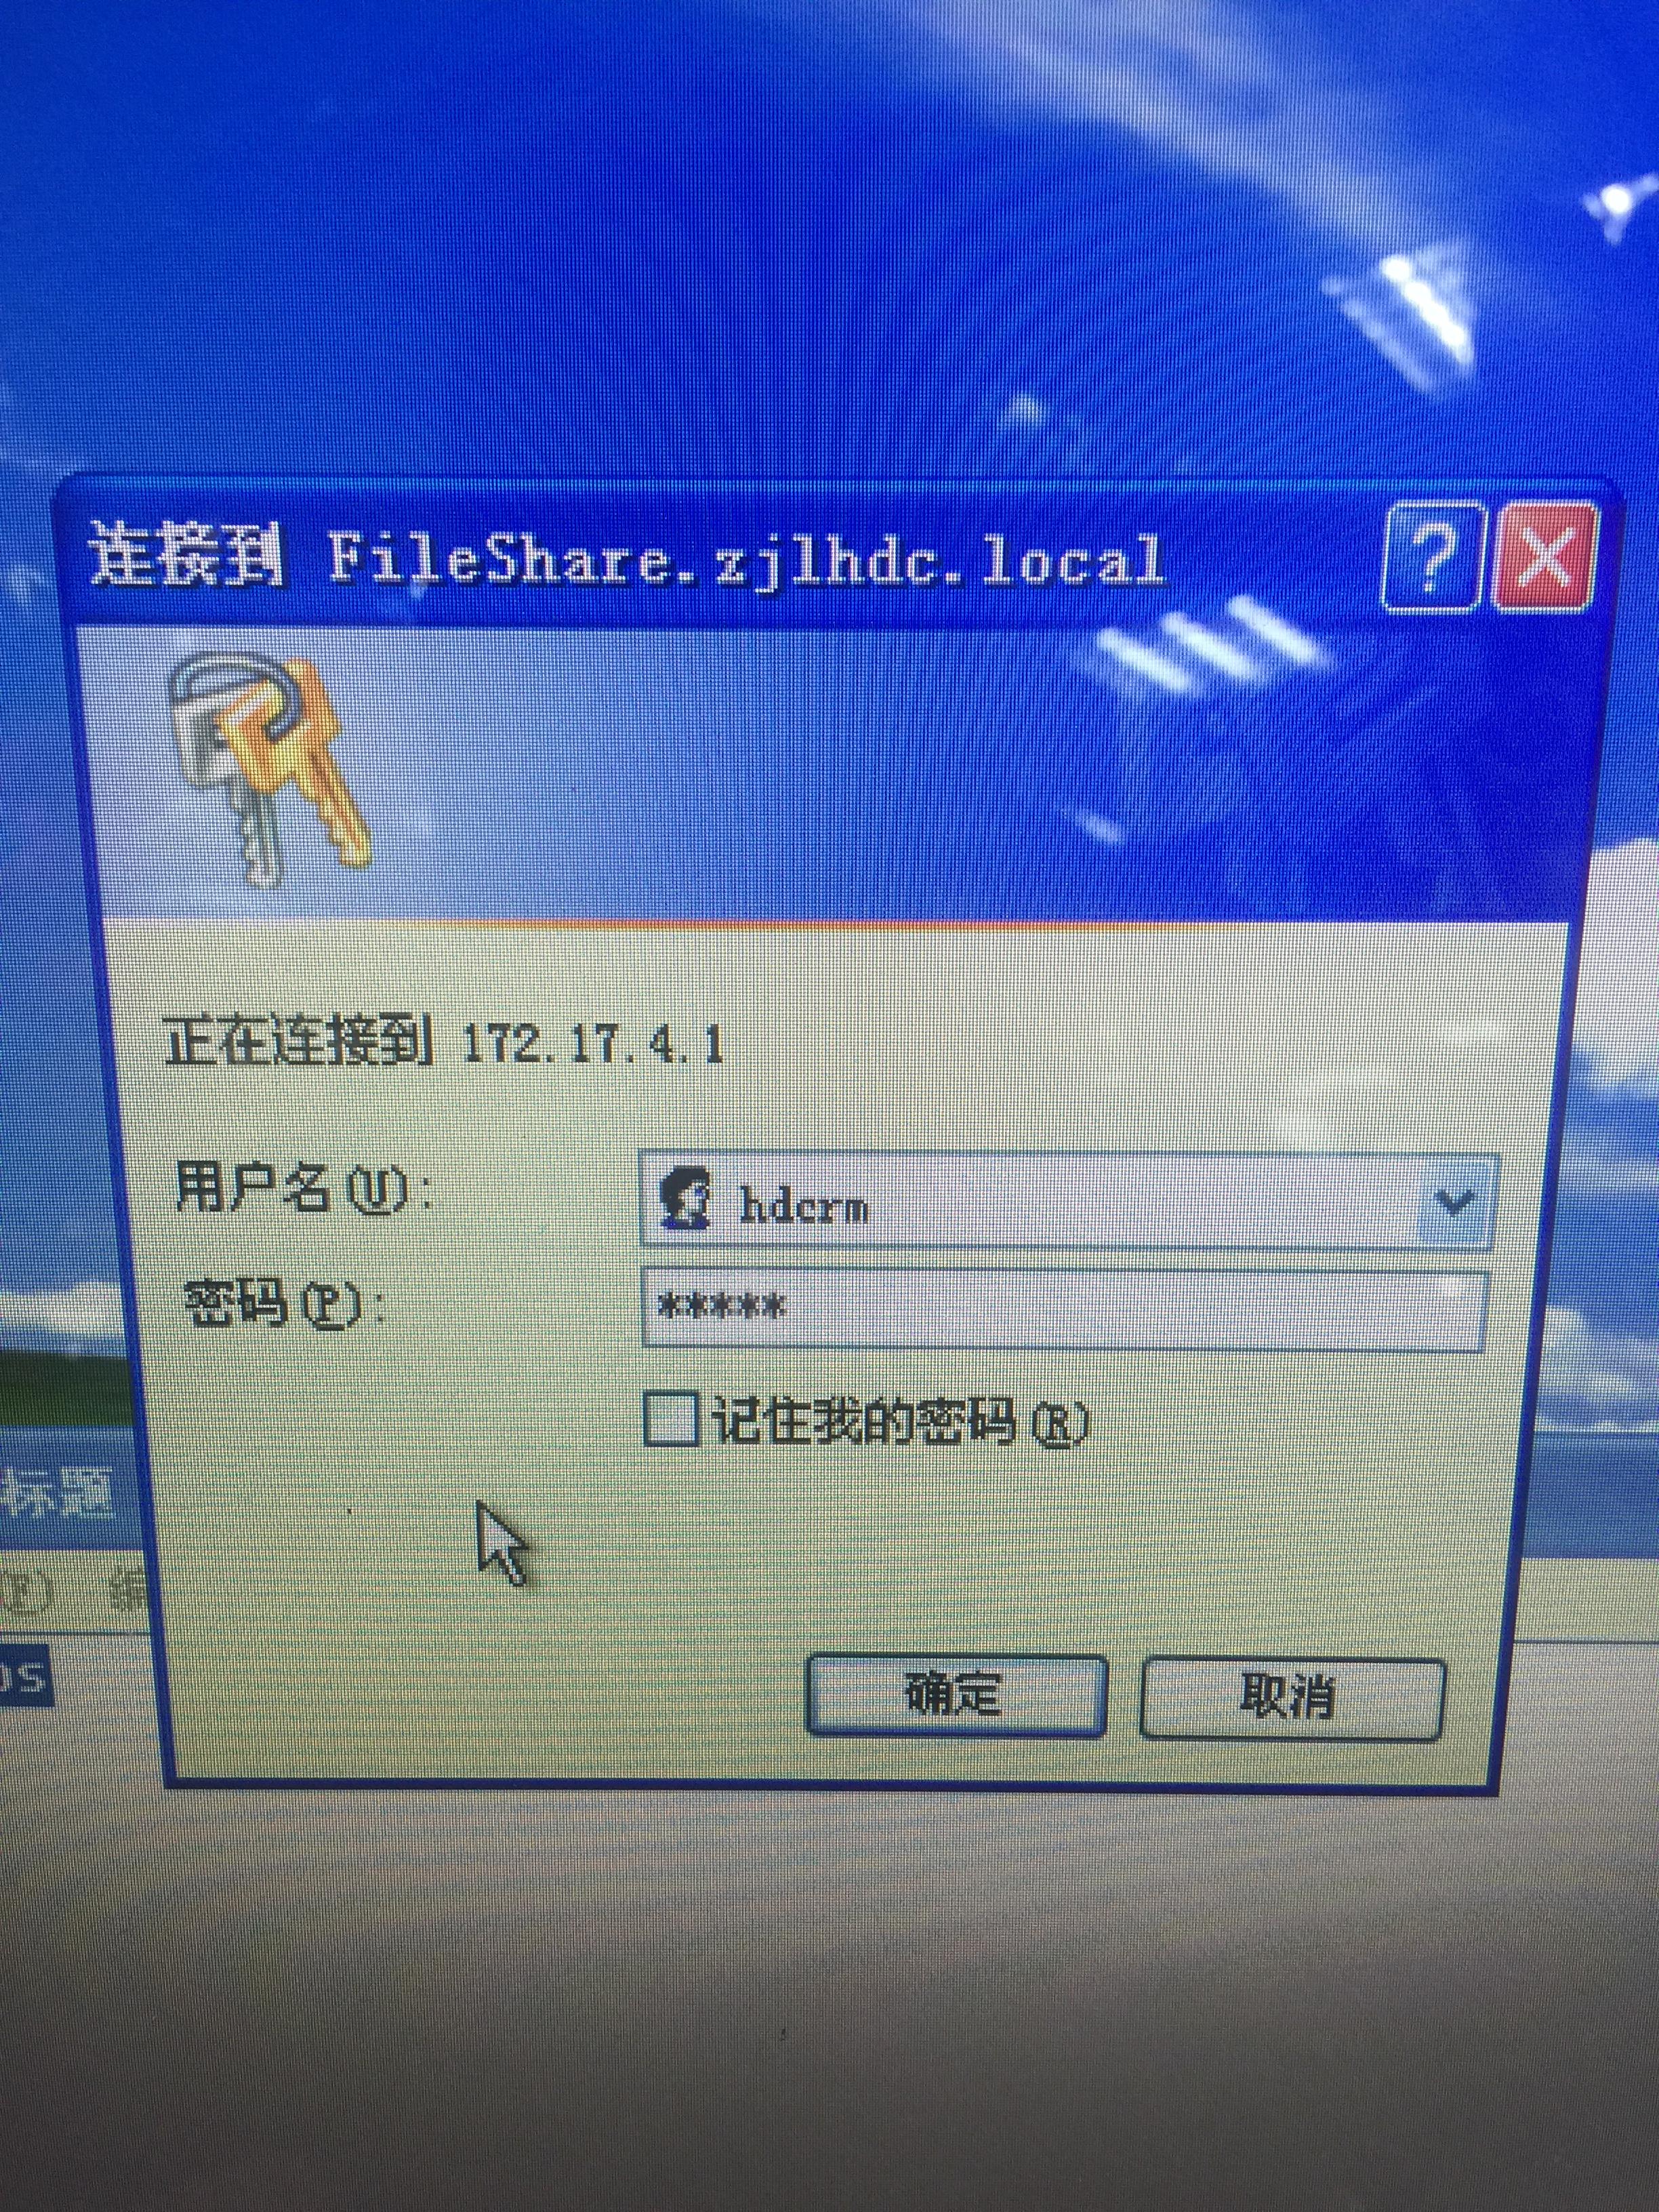 连接到 FileShare.zjlhdc.local
正在连接到 172.17.4.1
用户名(U):
hdcrm
密码(P):
*****
记住我的密码(R)
标题
(F) 编
os
确定
取消